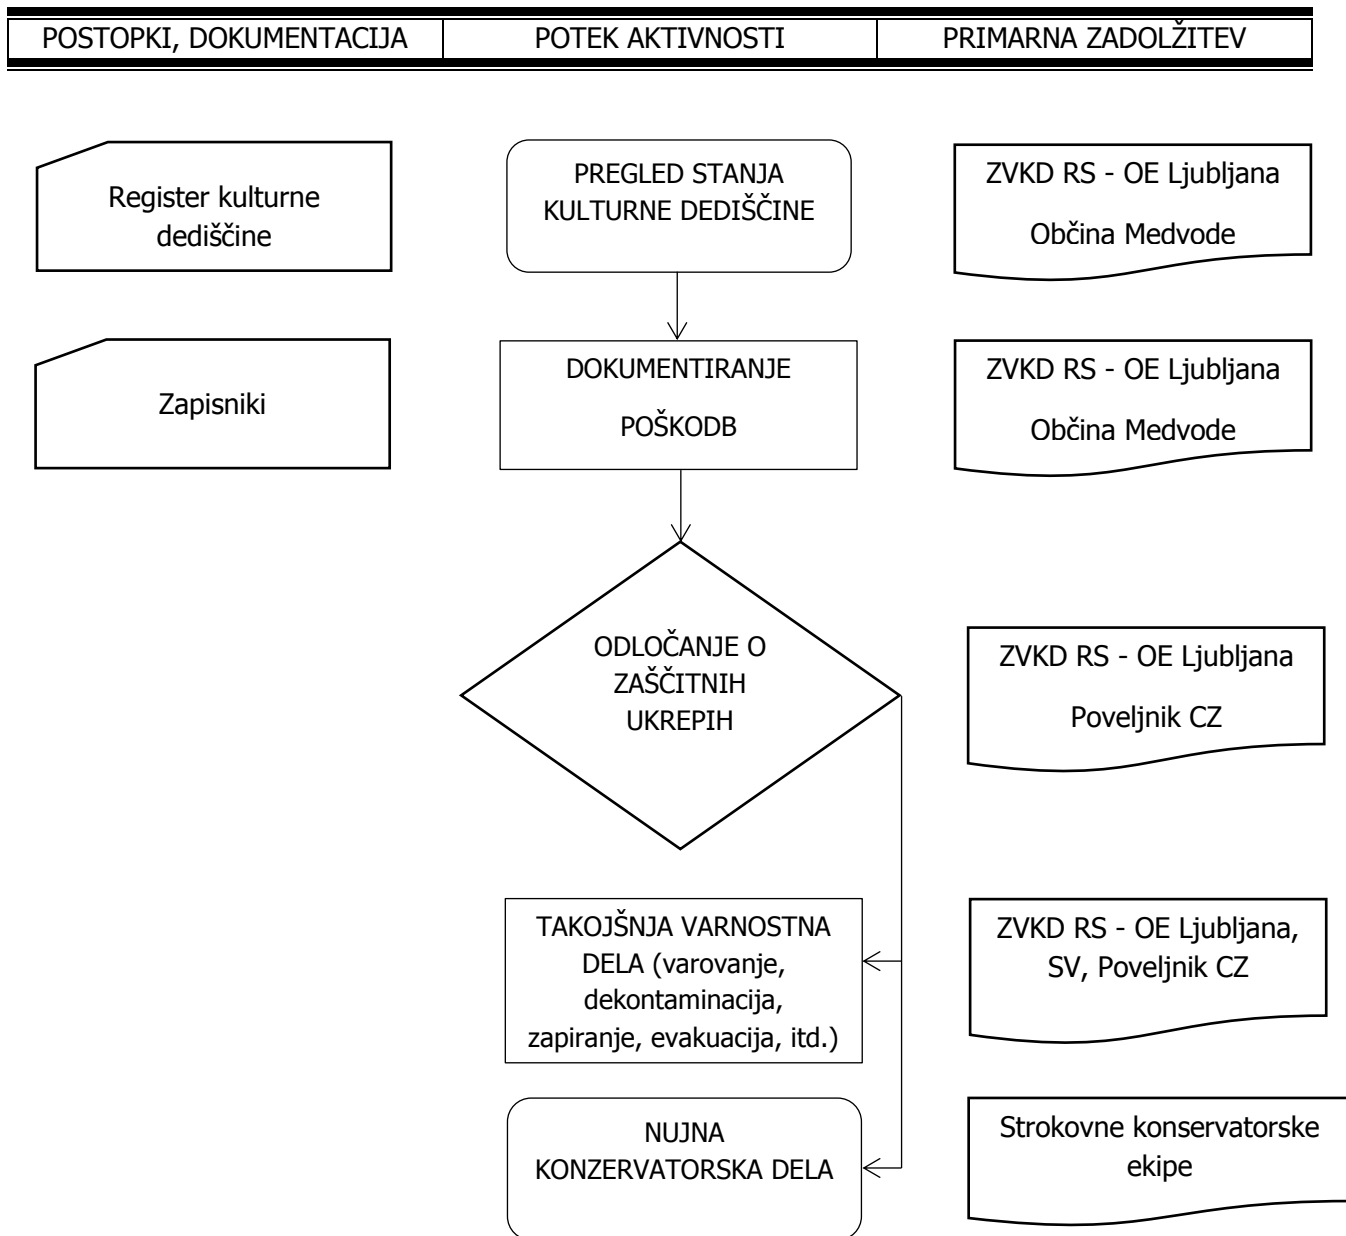 POSTOPKI, DOKUMENTACIJA
POTEK AKTIVNOSTI
PRIMARNA ZADOLŽITEV
Register kulturne
dediščine
PREGLED STANJA
KULTURNE DEDIŠČINE
ZVKD RS - OE Ljubljana
Občina Medvode
Zapisniki
DOKUMENTIRANJE
POŠKODB
ZVKD RS - OE Ljubljana
Občina Medvode
ODLOČANJE O
ZAŠČITNIH
UKREPIH
ZVKD RS - OE Ljubljana
Poveljnik CZ
TAKOJŠNJA VARNOSTNA
DELA (varovanje,
dekontaminacija,
zapiranje, evakuacija, itd.)
ZVKD RS - OE Ljubljana,
SV, Poveljnik CZ
NUJNA
KONZERVATORSKA DELA
Strokovne konservatorske
ekipe